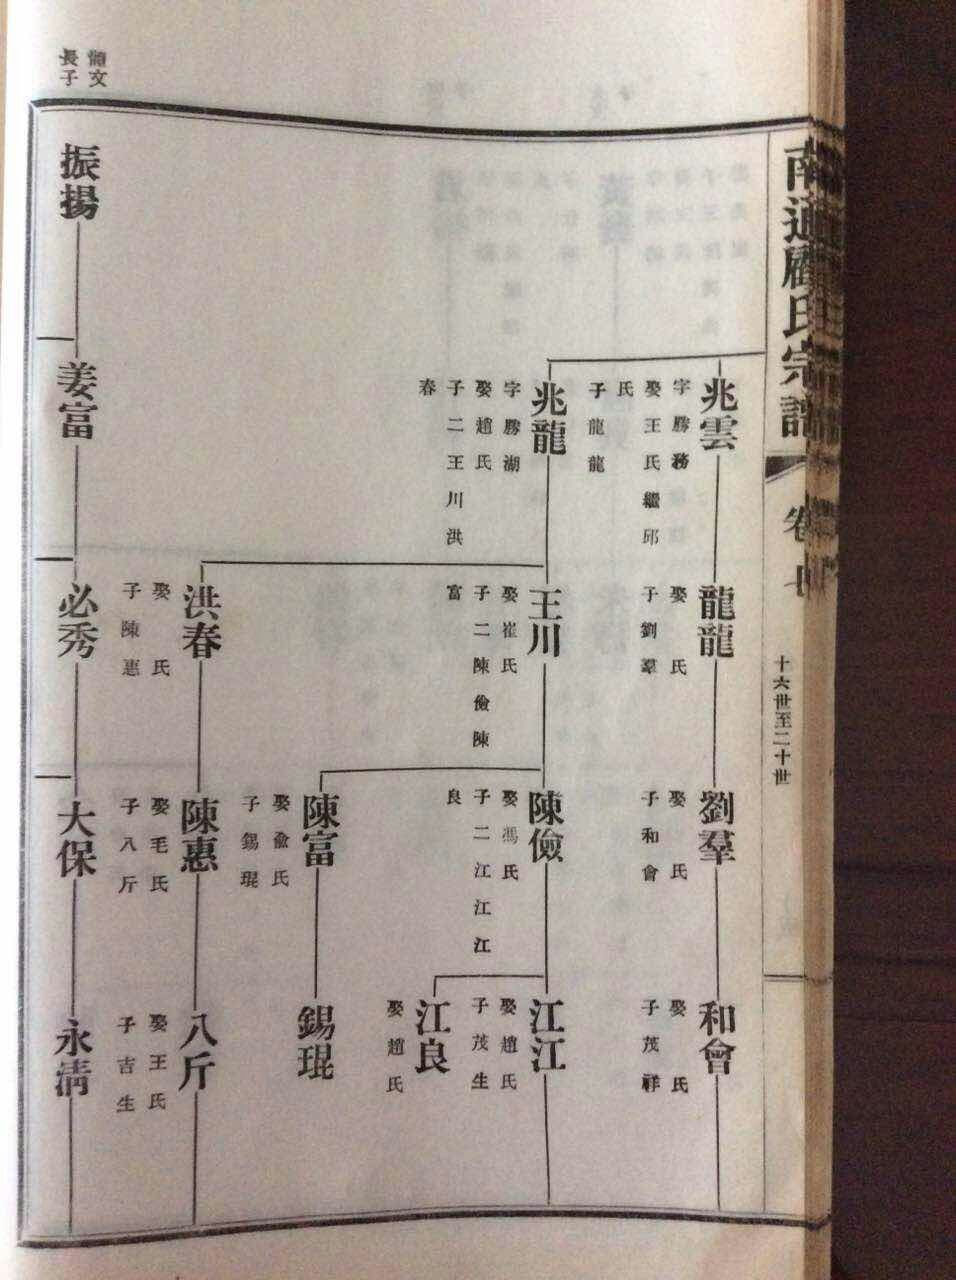 南通顧氏宗譜
卷十
十六世至二十世
兆雲
字勝務
娶王氏繼邱
氏
子龍龍
兆龍
字勝湖
娶趙氏
子二王川洪
春
龍龍
娶 氏
子劉羣
王川
娶崔氏
子二陳儉陳
富
洪春
娶 氏
子陳惠
劉羣
娶 氏
子和會
陳儉
娶馮氏
子二江江江
良
陳富
娶俞氏
子錫琨
陳惠
娶毛氏
子八斤
和會
娶 氏
子茂祥
江江
娶趙氏
子茂生
江良
娶趙氏
錫琨
八斤
娶王氏
子吉生
文
長子
振揚
姜富
必秀
大保
永清